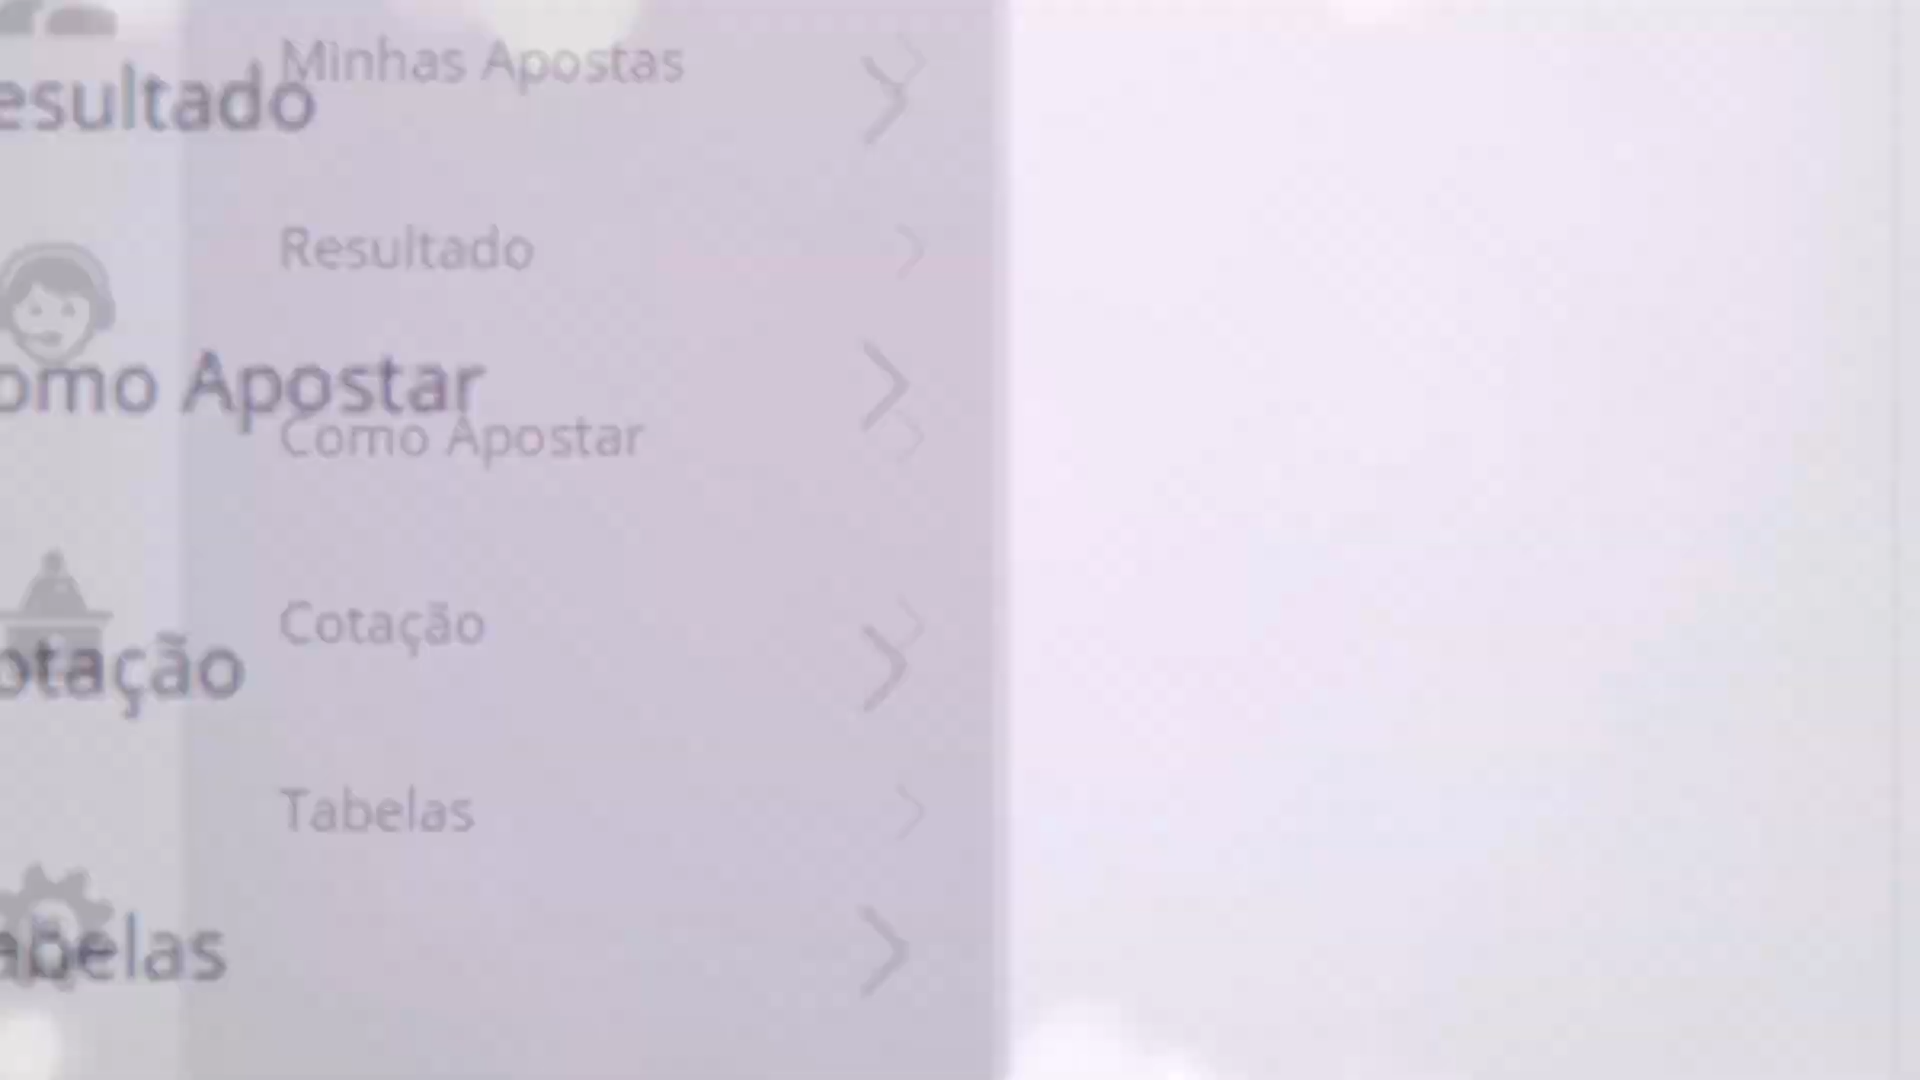 Minhas Apostas
esultado
Resultado
omo Apostar
Como Apostar
Cotação
otação
Tabelas
abelas